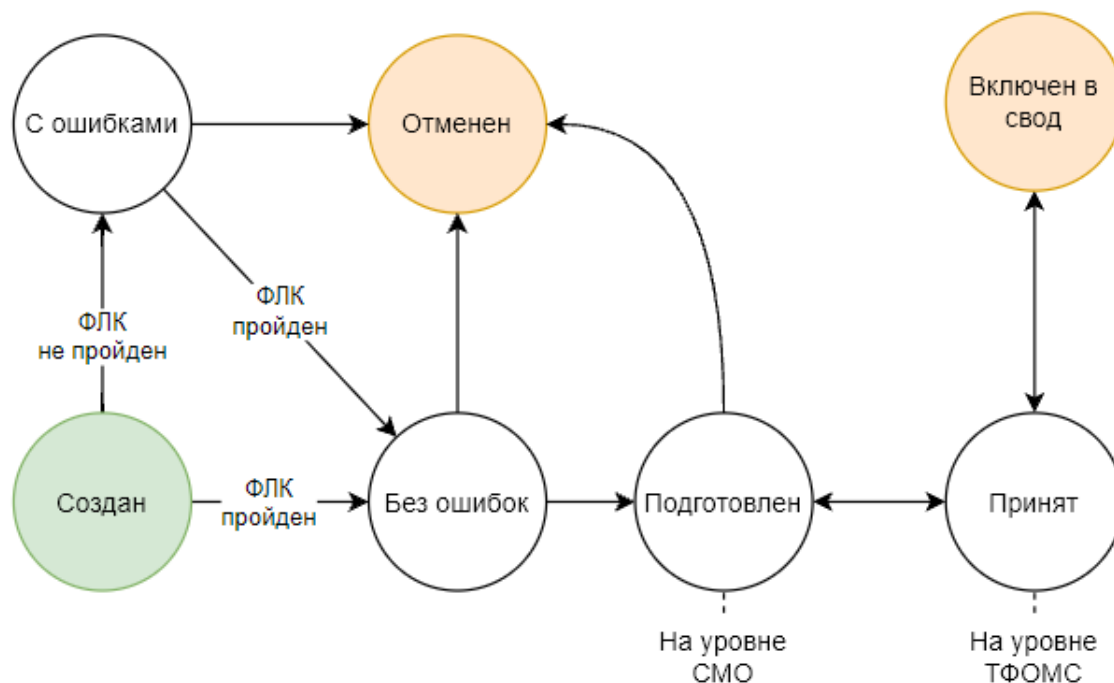 С ошибками
Отменен
Включен в
свод
ФЛК
не пройден
ФЛК
пройден
Создан
ФЛК
пройден
Без ошибок
Подготовлен
Принят
На уровне
СМО
На уровне
ТФОМС